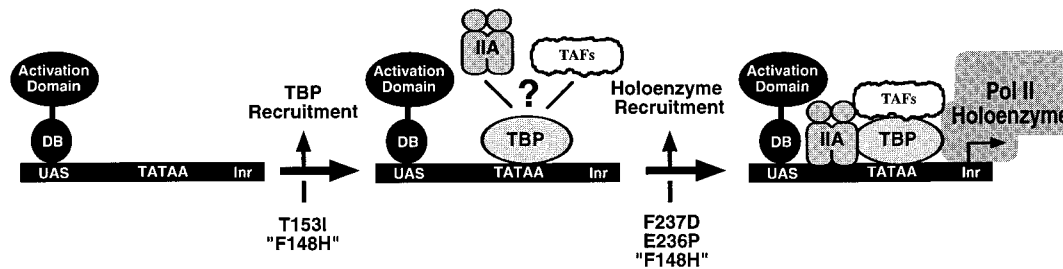 Activation
Domain
DB
UAS
TATAA
Inr
TBP
Recruitment
T153I
"F148H"
Activation
Domain
DB
IIA
TAFs
?
TBP
UAS
TATAA
Inr
Holoenzyme
Recruitment
F237D
E236P
"F148H"
Activation
Domain
DB
IIA
TAFs
TBP
Pol II
Holoenzyme
UAS
TATAA
Inr